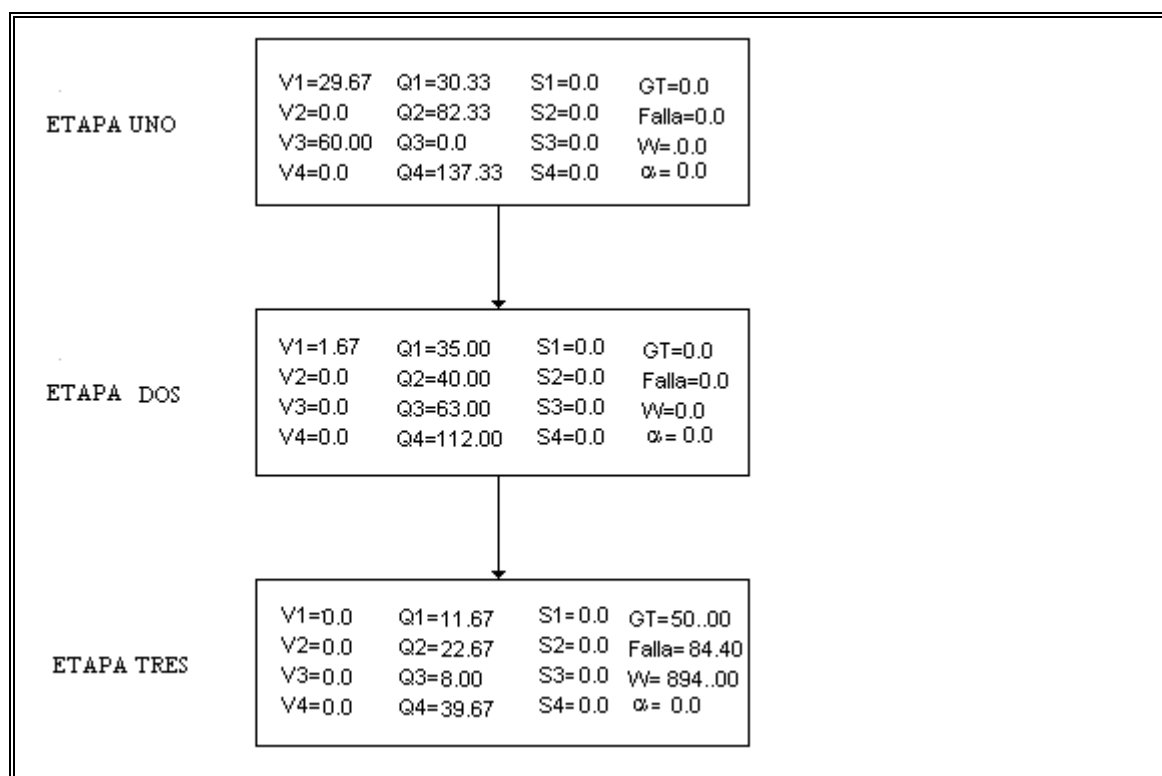 ETAPA UNO
V1=29.67 Q1=30.33 S1=0.0 GT=0.0
V2=0.0 Q2=82.33 S2=0.0 Falla=0.0
V3=60.00 Q3=0.0 S3=0.0 W=.0.0
V4=0.0 Q4=137.33 S4=0.0 α= 0.0
ETAPA DOS
V1=1.67 Q1=35.00 S1=0.0 GT=0.0
V2=0.0 Q2=40.00 S2=0.0 Falla=0.0
V3=0.0 Q3=63.00 S3=0.0 W=0.0
V4=0.0 Q4=112.00 S4=0.0 α= 0.0
ETAPA TRES
V1=0.0 Q1=11.67 S1=0.0 GT=50..00
V2=0.0 Q2=22.67 S2=0.0 Falla= 84.40
V3=0.0 Q3=8.00 S3=0.0 W= 894..00
V4=0.0 Q4=39.67 S4= 0.0 α= 0.0